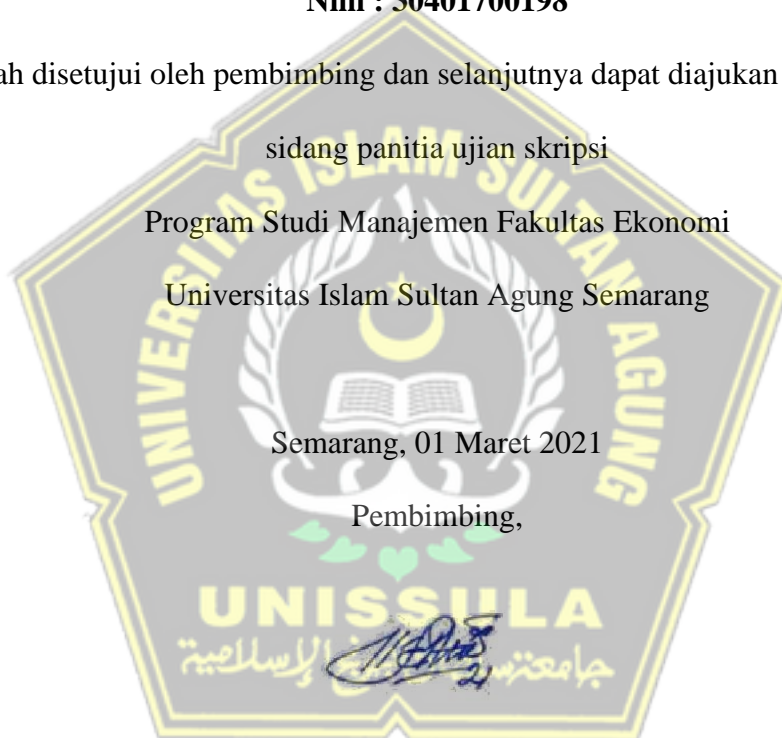 Nim : 30401700198
ah disetujui oleh pembimbing dan selanjutnya dapat diajukan
sidang panitia ujian skripsi
Program Studi Manajemen Fakultas Ekonomi
Universitas Islam Sultan Agung Semarang
Semarang, 01 Maret 2021
Pembimbing,
UNIVERSITAS ISLAM SULTAN AGUNG
UNISSULA